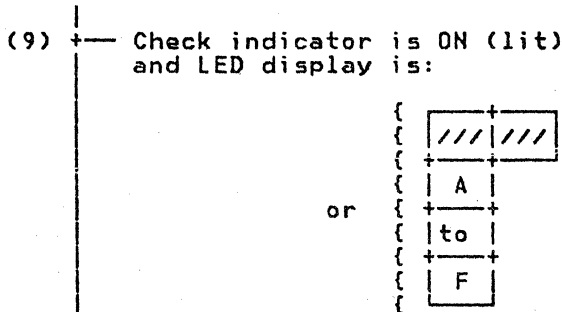 (9) +— Check indicator is ON (lit)
and LED display is:
{
{ |///|///|
{
{ | A |
or {
{ | to |
{
{ | F |
{